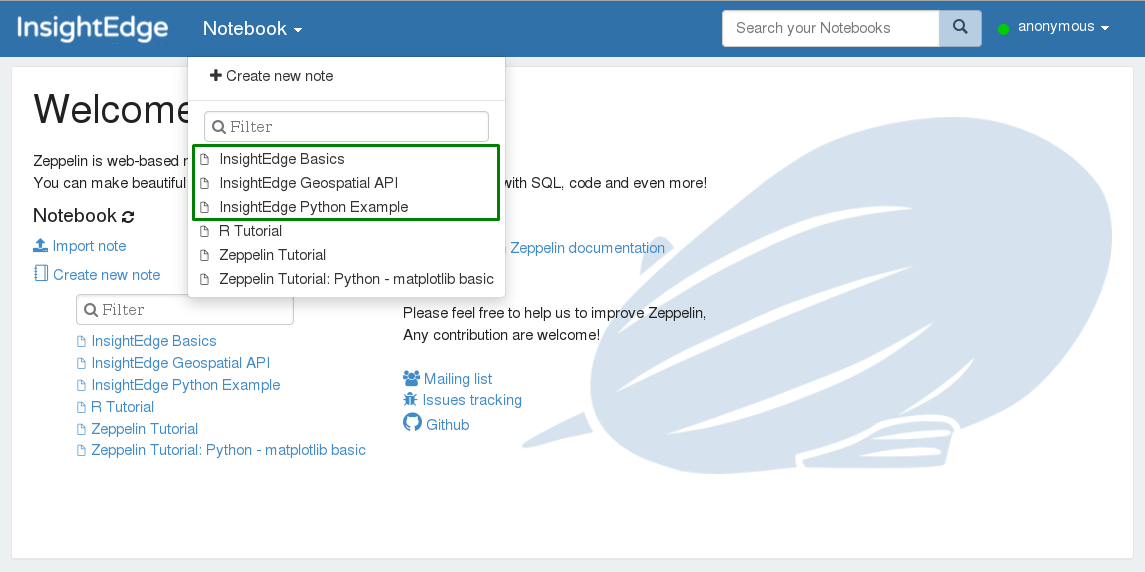 InsightEdge
Notebook
Search your Notebooks
anonymous
Create new note
Filter
InsightEdge Basics
InsightEdge Geospatial API
InsightEdge Python Example
R Tutorial
Zeppelin Tutorial
Zeppelin Tutorial: Python - matplotlib basic
Welcome
Zeppelin is web-based
You can make beautiful with SQL, code and even more!
Notebook
Import note
Create new note
Filter
InsightEdge Basics
InsightEdge Geospatial API
InsightEdge Python Example
R Tutorial
Zeppelin Tutorial
Zeppelin Tutorial: Python - matplotlib basic
Zeppelin documentation
Please feel free to help us to improve Zeppelin,
Any contribution are welcome!
Mailing list
Issues tracking
Github